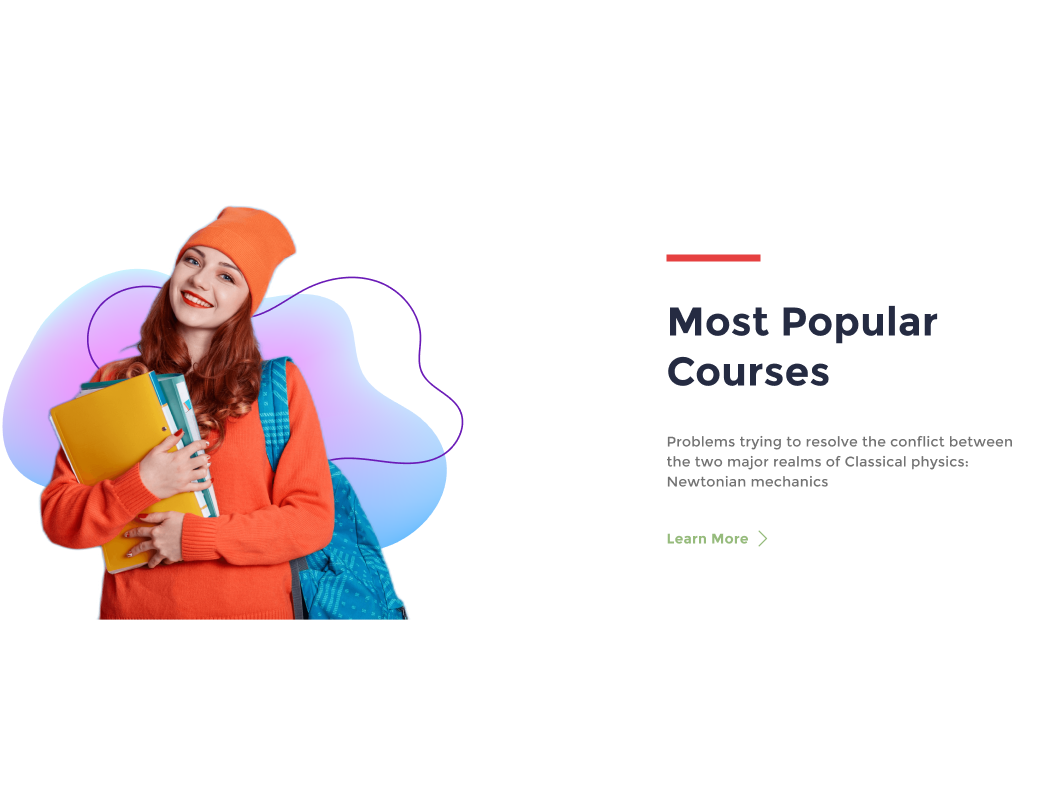 Most Popular
Courses
Problems trying to resolve the conflict between
the two major realms of Classical physics:
Newtonian mechanics
Learn More